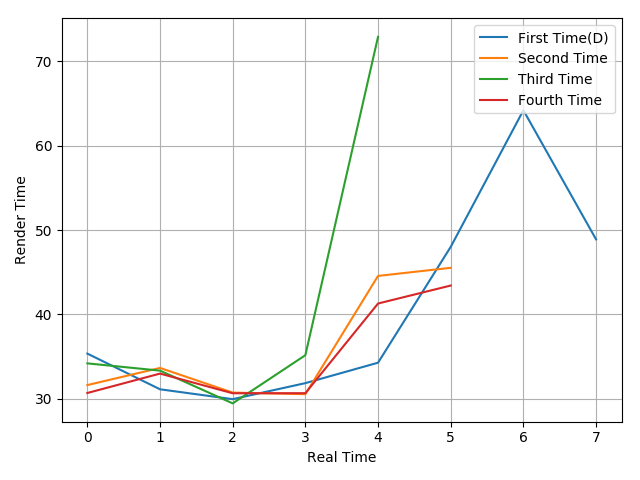 First Time(D)
Second Time
Third Time
Fourth Time
Render Time
70
60
50
40
30
0 1 2 3 4 5 6 7
Real Time